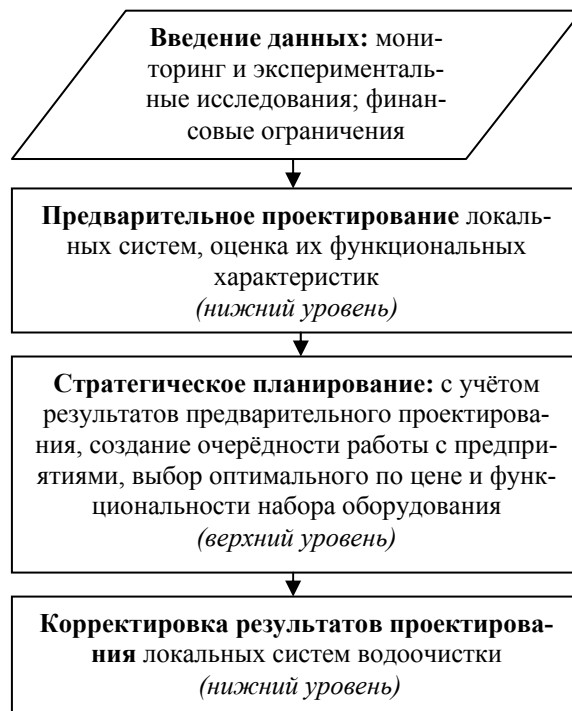 Введение данных: мони-
торинг и эксперименталь-
ные исследования; финан-
совые ограничения
Предварительное проектирование локаль-
ных систем, оценка их функциональных
характеристик
(нижний уровень)
Стратегическое планирование: с учётом
результатов предварительного проектирова-
ния, создание очерёдности работы с предпри-
ятиями, выбор оптимального по цене и функ-
циональности набора оборудования
(верхний уровень)
Корректировка результатов проектирова-
ния локальных систем водоочистки
(нижний уровень)